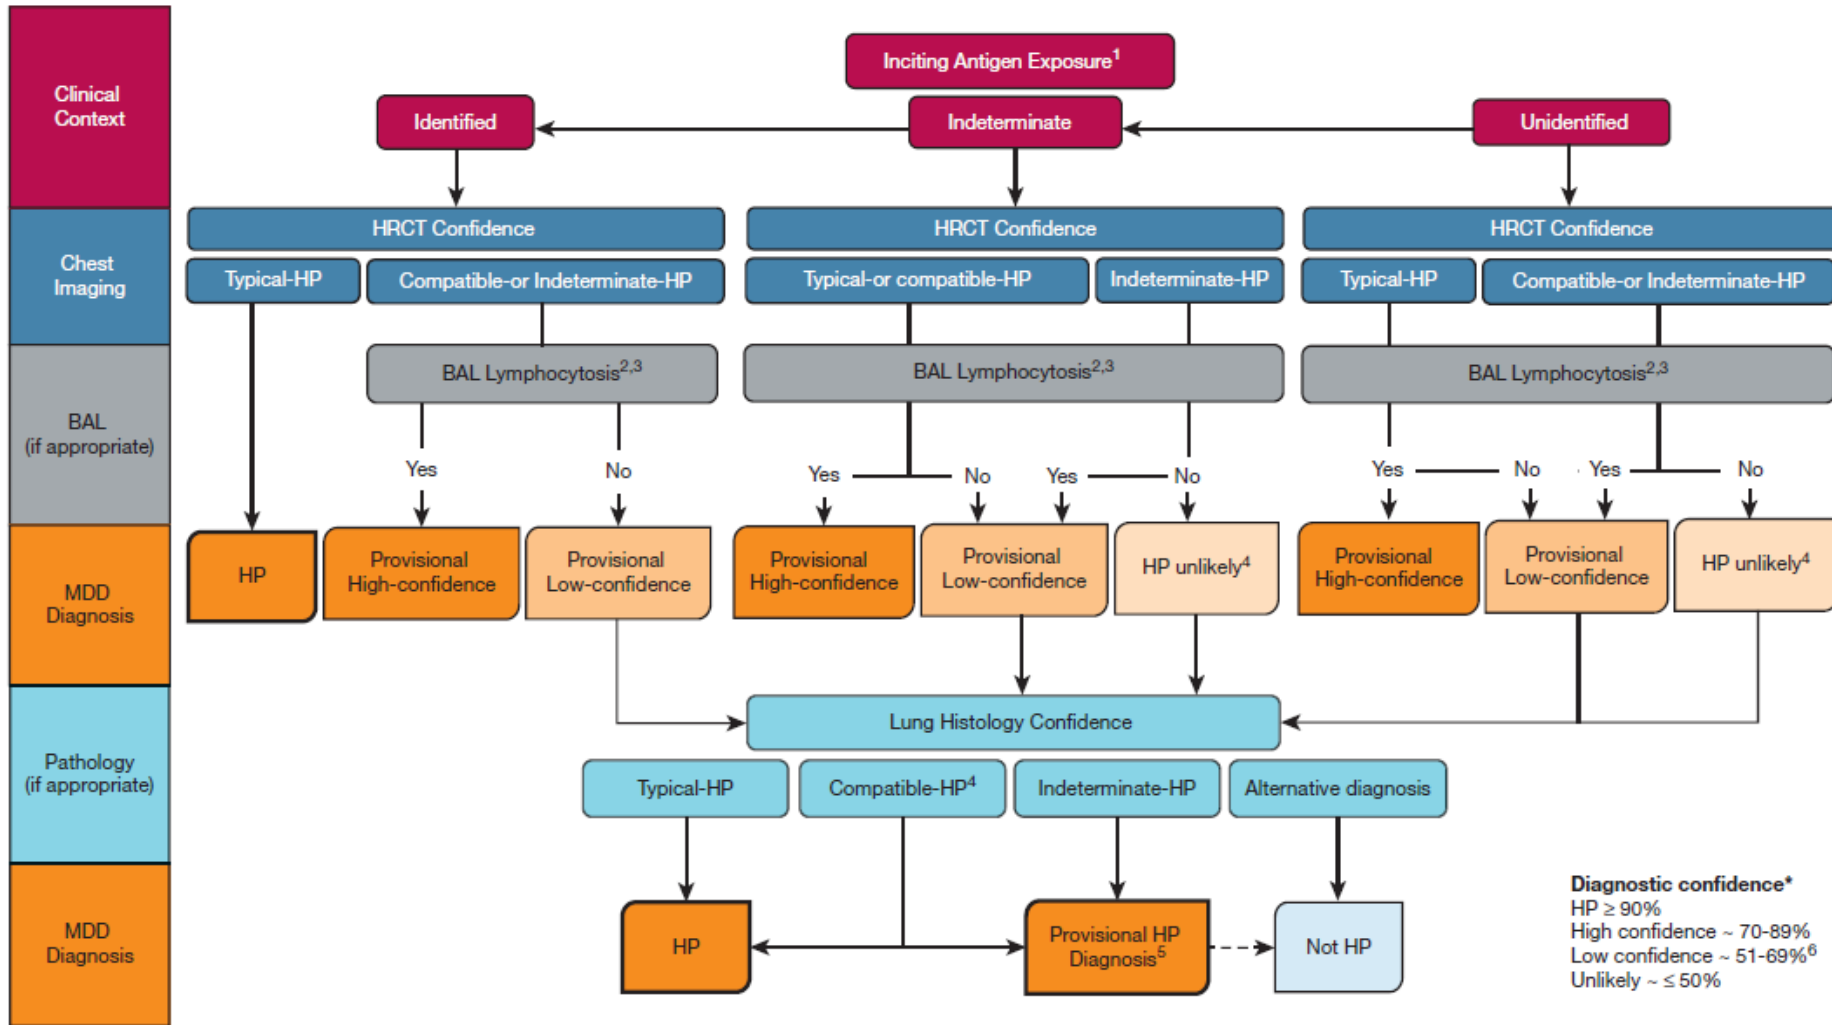 Clinical
Context
Inciting Antigen Exposure1
Identified
Indeterminate
Unidentified
Chest
Imaging
HRCT Confidence
HRCT Confidence
HRCT Confidence
Typical-HP
Compatible-or Indeterminate-HP
Typical-or compatible-HP
Indeterminate-HP
Typical-HP
Compatible-or Indeterminate-HP
BAL
(if appropriate)
BAL Lymphocytosis2,3
BAL Lymphocytosis2,3
BAL Lymphocytosis2,3
Yes
No
Yes
No
Yes
No
Yes
No
Yes
No
MDD
Diagnosis
HP
Provisional
High-confidence
Provisional
Low-confidence
Provisional
High-confidence
Provisional
Low-confidence
HP unlikely4
Provisional
High-confidence
Provisional
Low-confidence
HP unlikely4
Pathology
(if appropriate)
Lung Histology Confidence
Typical-HP
Compatible-HP4
Indeterminate-HP
Alternative diagnosis
MDD
Diagnosis
HP
Provisional HP
Diagnosis5
Not HP
Diagnostic confidence*
HP ≥ 90%
High confidence ~ 70-89%
Low confidence ~ 51-69%6
Unlikely ~ ≤ 50%